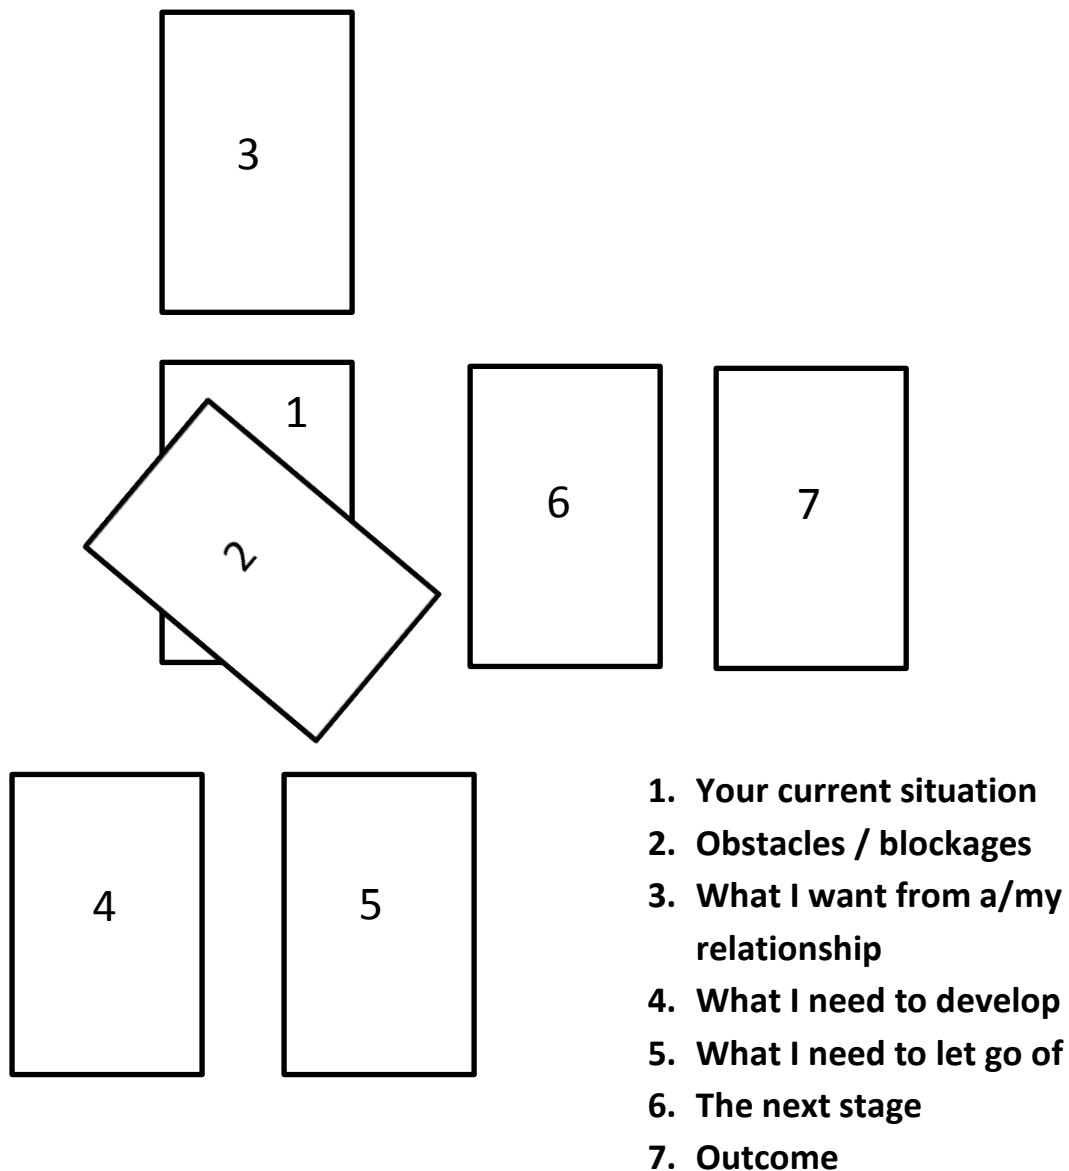 3
1
2
6
7
4
5
1. Your current situation
2. Obstacles / blockages
3. What I want from a/my
relationship
4. What I need to develop
5. What I need to let go of
6. The next stage
7. Outcome